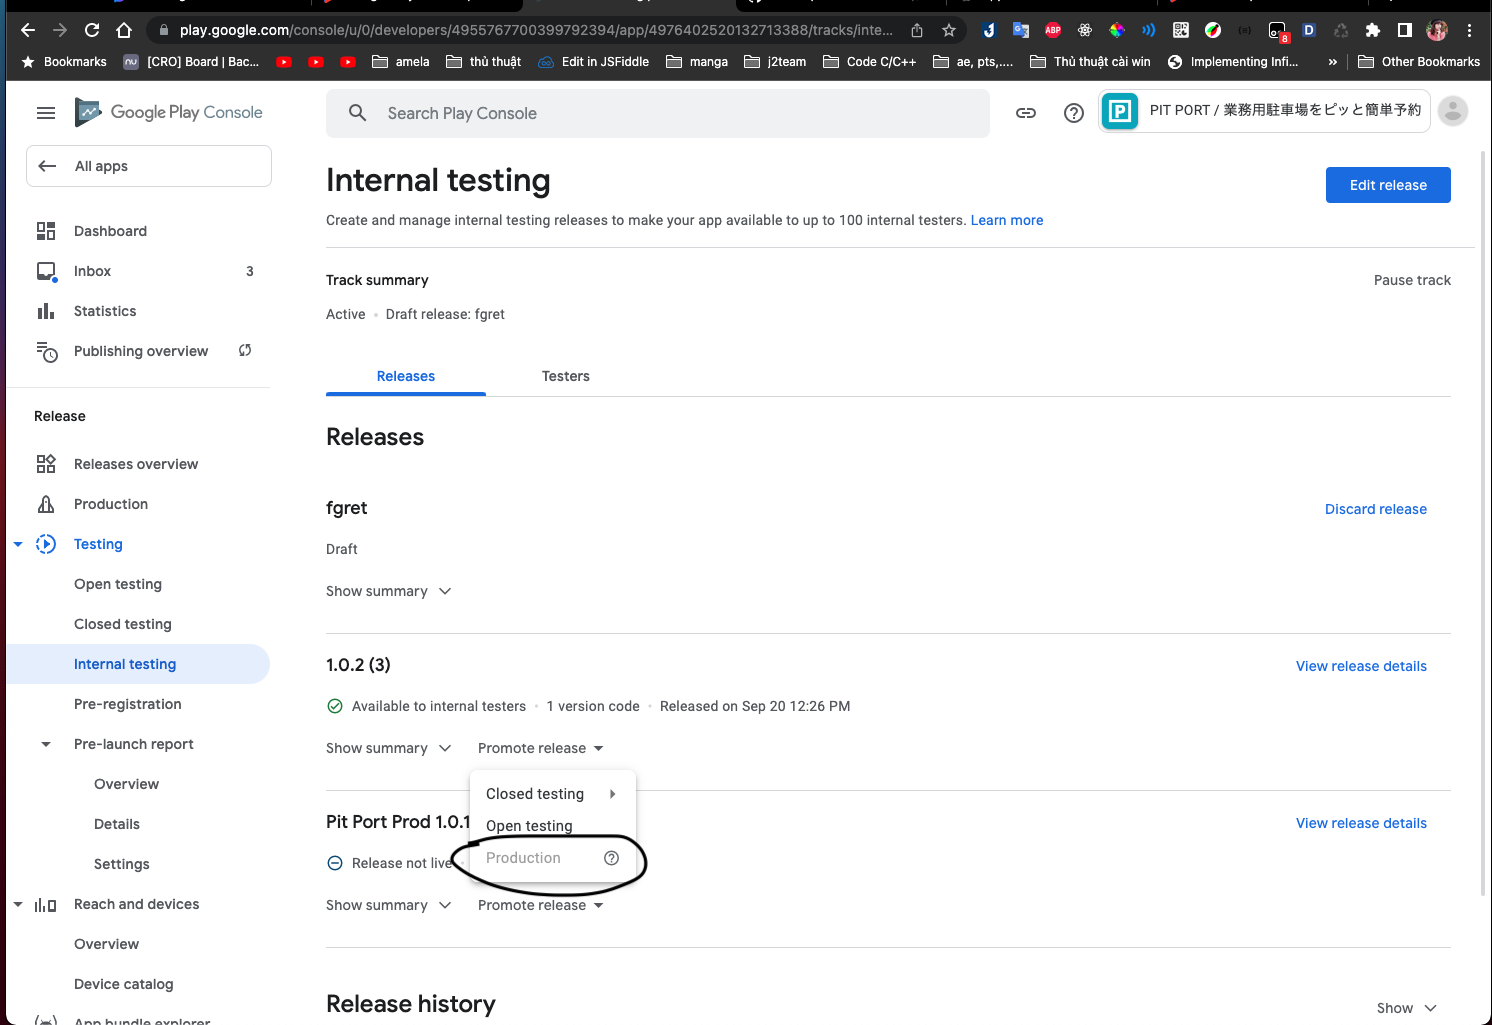 play.google.com/console/u/0/developers/4955767700399792394/app/4976402520132713388/tracks/inte...
ABP
8
D
Bookmarks
nu
[CRO] Board | Bac...
amela
thủ thuật
Edit in JSFiddle
manga
j2team
Code C/C++
ae, pts,....
Thủ thuật cài win
Implementing Infi...
»
Other Bookmarks
Google Play Console
Search Play Console
PIT PORT / 業務用駐車場をピッと簡単予約
All apps
Dashboard
Inbox 3
Statistics
Publishing overview
Release
Releases overview
Production
Testing
Open testing
Closed testing
Internal testing
Pre-registration
Pre-launch report
Overview
Details
Settings
Reach and devices
Overview
Device catalog
App bundle explorer
Internal testing
Edit release
Create and manage internal testing releases to make your app available to up to 100 internal testers. Learn more
Track summary
Pause track
Active • Draft release: fgret
Releases
Testers
Releases
fgret
Discard release
Draft
Show summary
1.0.2 (3)
View release details
Available to internal testers • 1 version code • Released on Sep 20 12:26 PM
Show summary
Promote release
Closed testing
Open testing
Production
Pit Port Prod 1.0.1
View release details
Release not live
Show summary
Promote release
Release history
Show